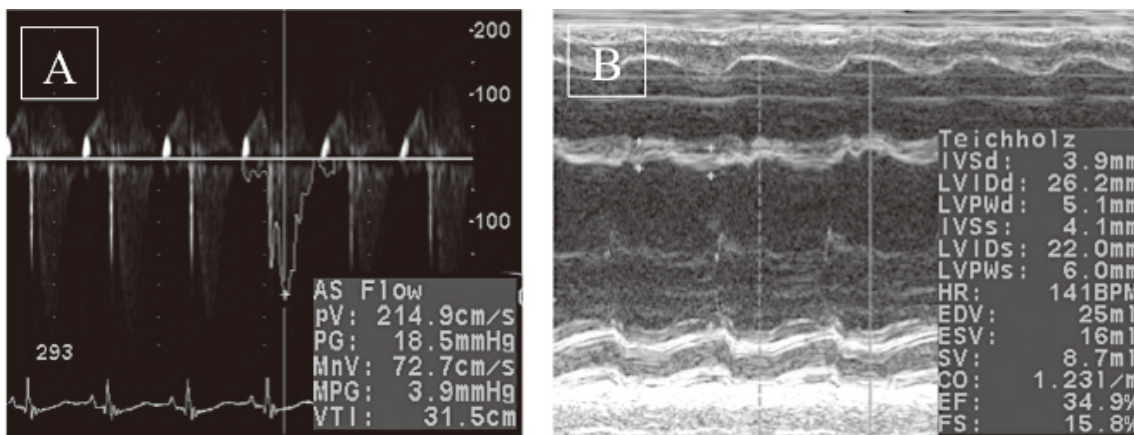 A
-200
-100
-100
293
AS Flow
pV: 214.9cm/s
PG: 18.5mmHg
MnV: 72.7cm/s
MPG: 3.9mmHg
VTI: 31.5cm
B
Teichholz
IVSd: 3.9mm
LVIDd: 26.2mm
LVPWd: 5.1mm
IVSs: 4.1mm
LVIDs: 22.0mm
LVPWs: 6.0mm
HR: 141BPM
EDV: 25ml
ESV: 16ml
SV: 8.7ml
CO: 1.23l/m
EF: 34.9%
FS: 15.8%